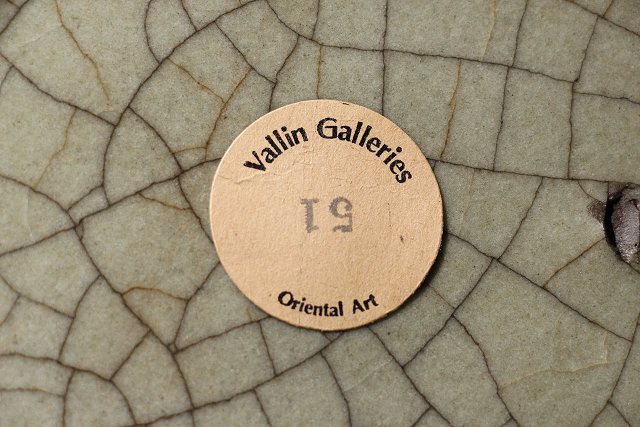 Vallin Galleries
51
Oriental Art